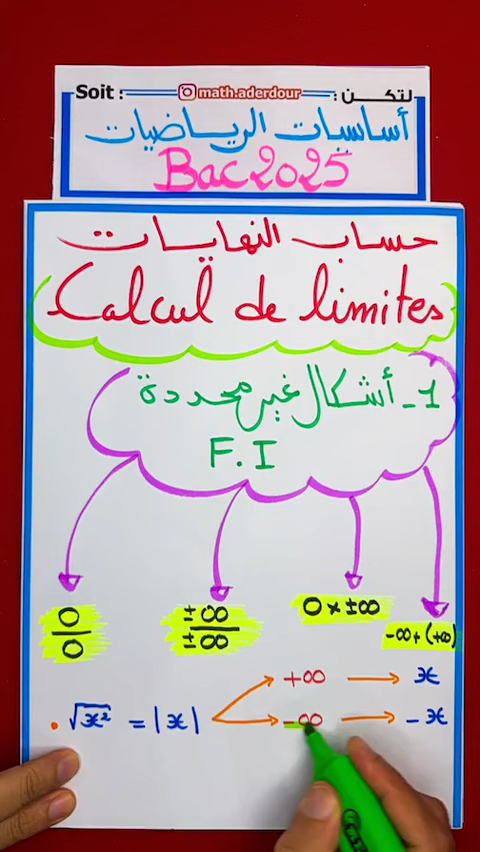 Soit : math.aderdour لتكن :
أساسيات الرياضيات
Bac2025
حساب النهايات
Calcul de limites
1_ أشكال غير محددة
F.I
0/0 ±∞/±∞ 0×±∞ -∞+(+∞)
+∞ → x
• √x² = |x|
-∞ → -x